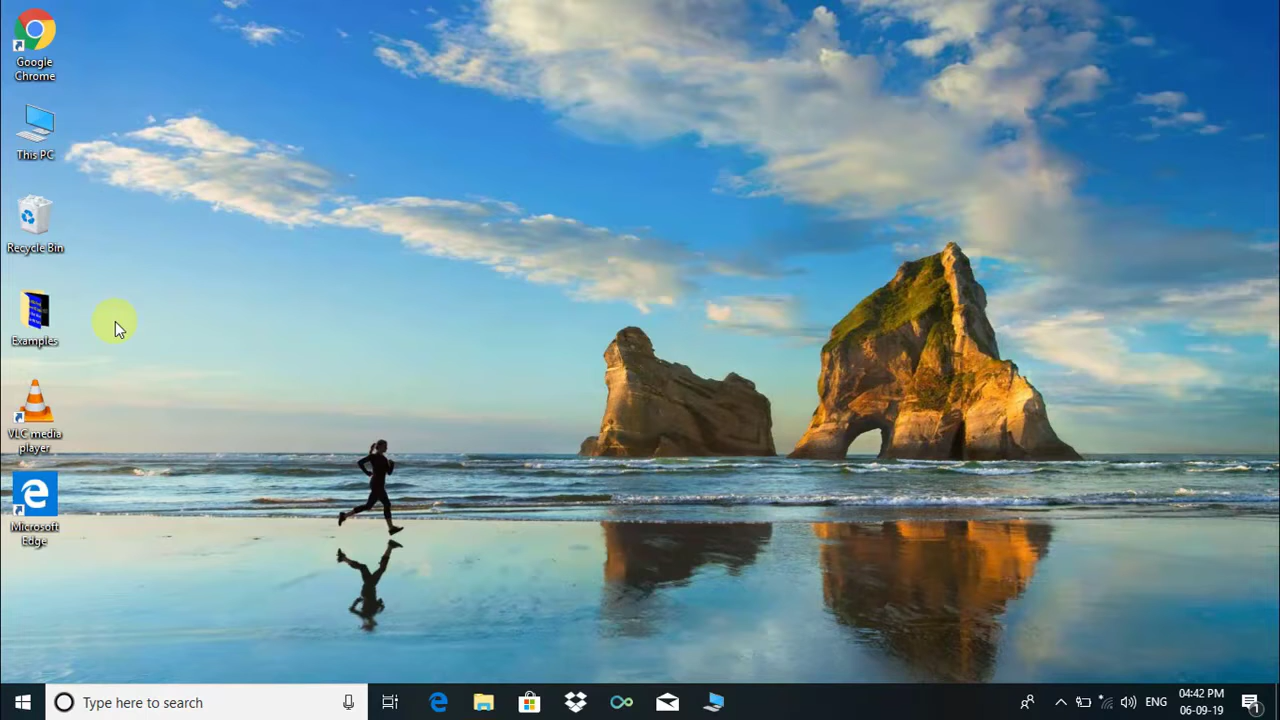 Google
Chrome
This PC
Recycle Bin
Examples
VLC media
player
Microsoft
Edge
Type here to search
ENG
04:42 PM
06-09-19
1